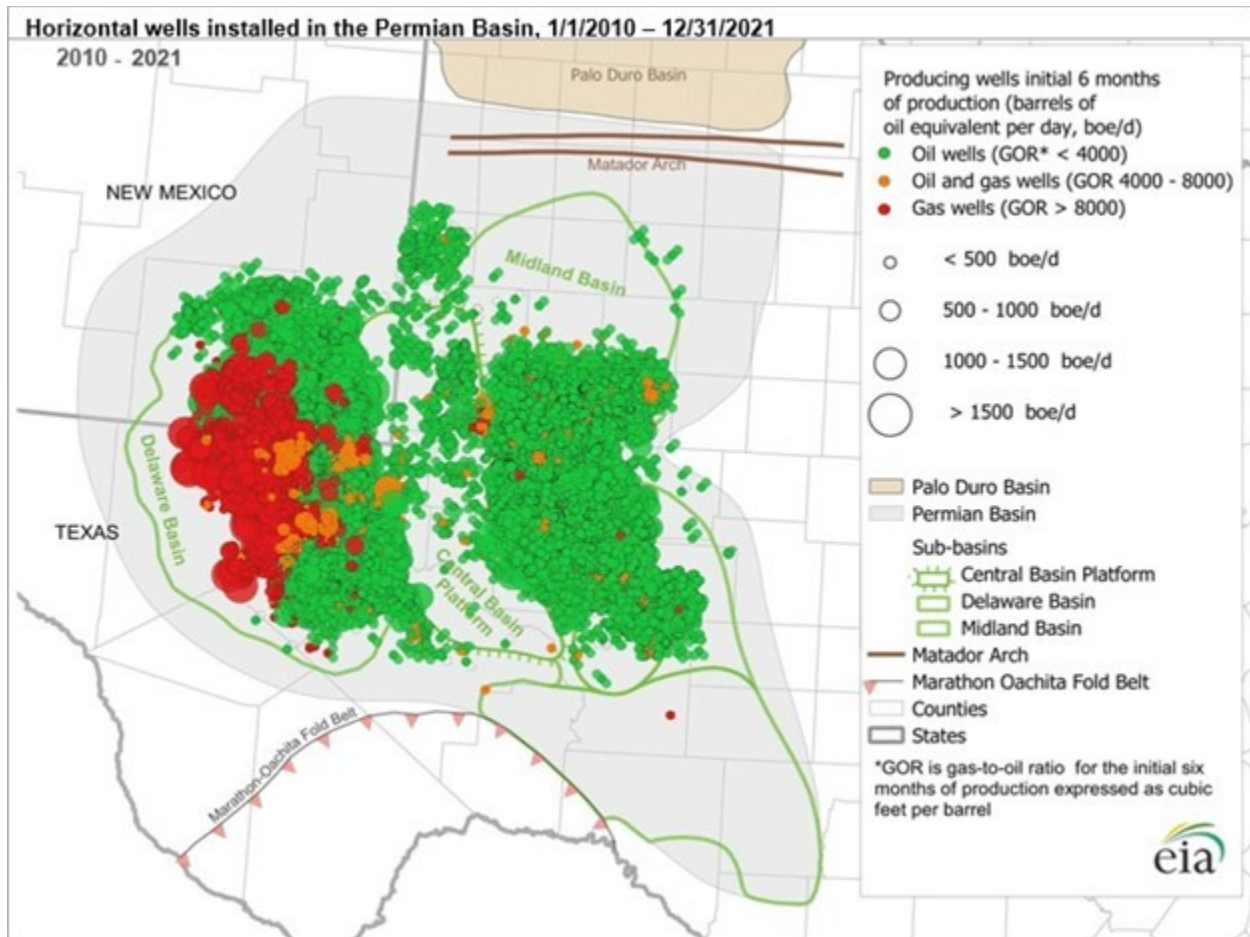 Horizontal wells installed in the Permian Basin, 1/1/2010 – 12/31/2021
2010 - 2021
Palo Duro Basin
Matador Arch
NEW MEXICO
Midland Basin
Delaware Basin
TEXAS
Central Basin
Platform
Marathon-Oachita Fold Belt
Producing wells initial 6 months
of production (barrels of
oil equivalent per day, boe/d)
Oil wells (GOR* < 4000)
Oil and gas wells (GOR 4000 - 8000)
Gas wells (GOR > 8000)
< 500 boe/d
500 - 1000 boe/d
1000 - 1500 boe/d
> 1500 boe/d
Palo Duro Basin
Permian Basin
Sub-basins
Central Basin Platform
Delaware Basin
Midland Basin
Matador Arch
Marathon Oachita Fold Belt
Counties
States
*GOR is gas-to-oil ratio for the initial six
months of production expressed as cubic
feet per barrel
eia